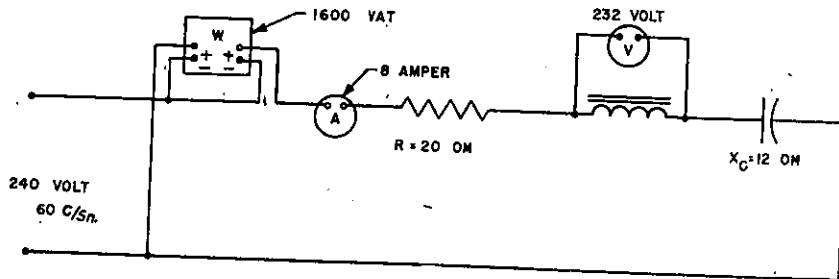 1600 VAT
232 VOLT
W
+ +
− −
V
8 AMPER
A
R = 20 OM
X_C=12 OM
240 VOLT
60 C/Sn.